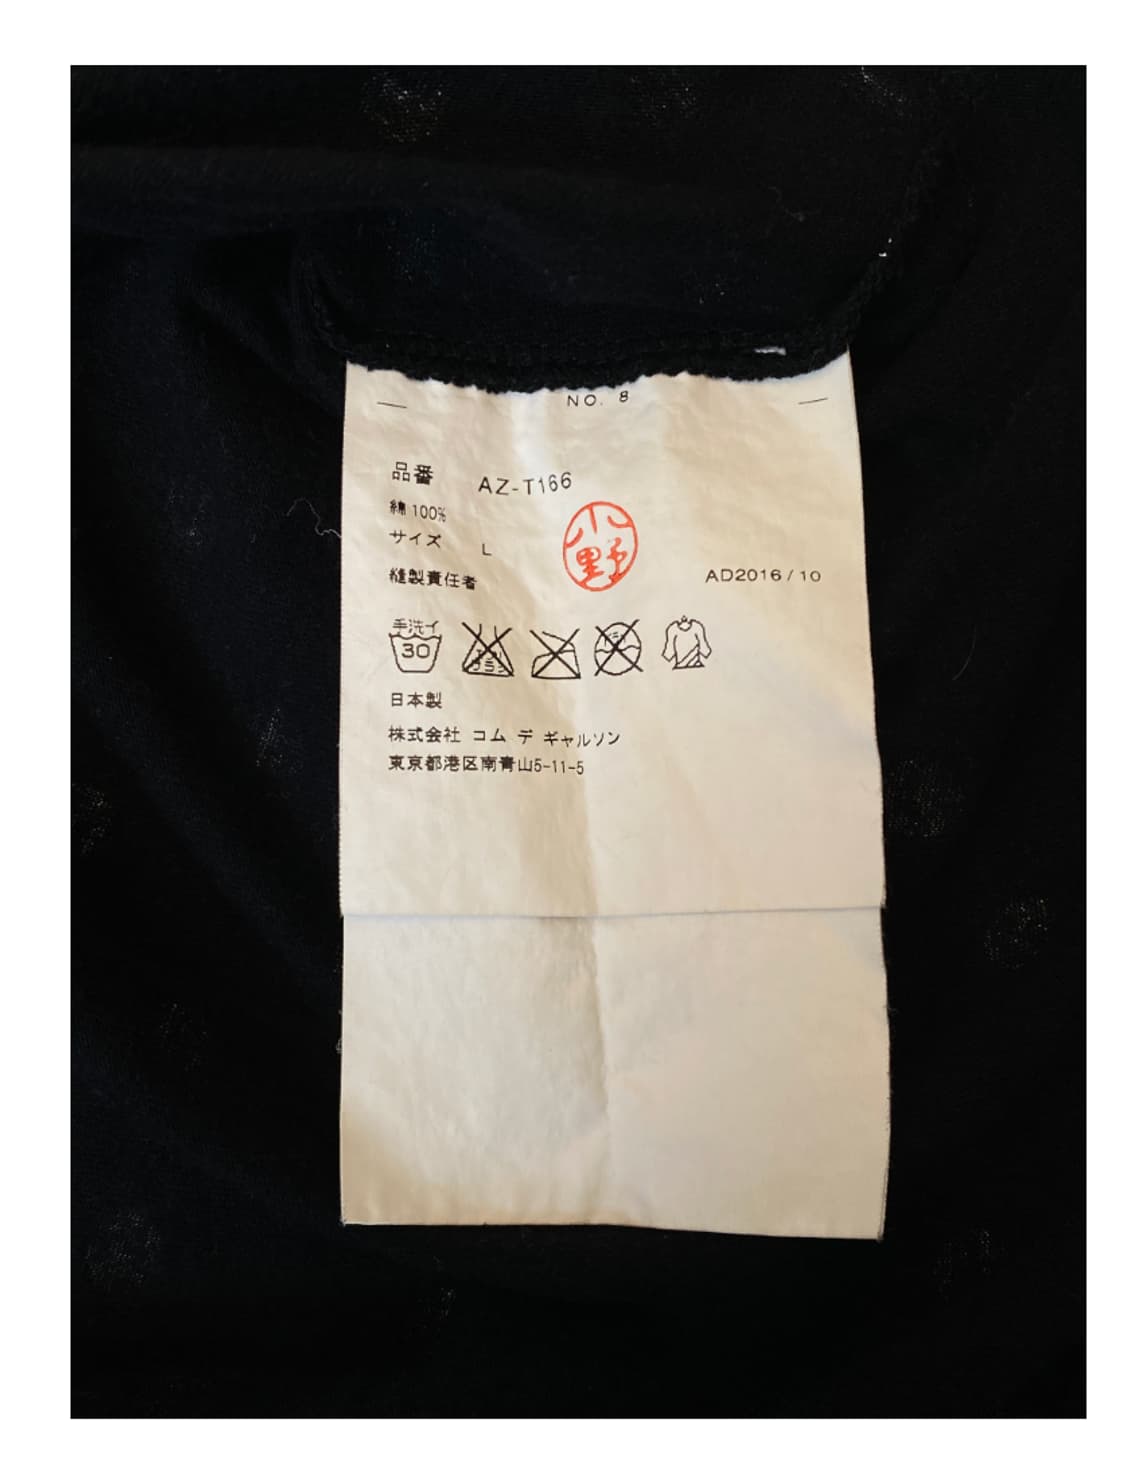 NO. 8
品番 AZ-T166
綿 100%
サイズ L
縫製責任者
小野
AD2016/10
手洗イ
30
日本製
株式会社 コム デ ギャルソン
東京都港区南青山5-11-5